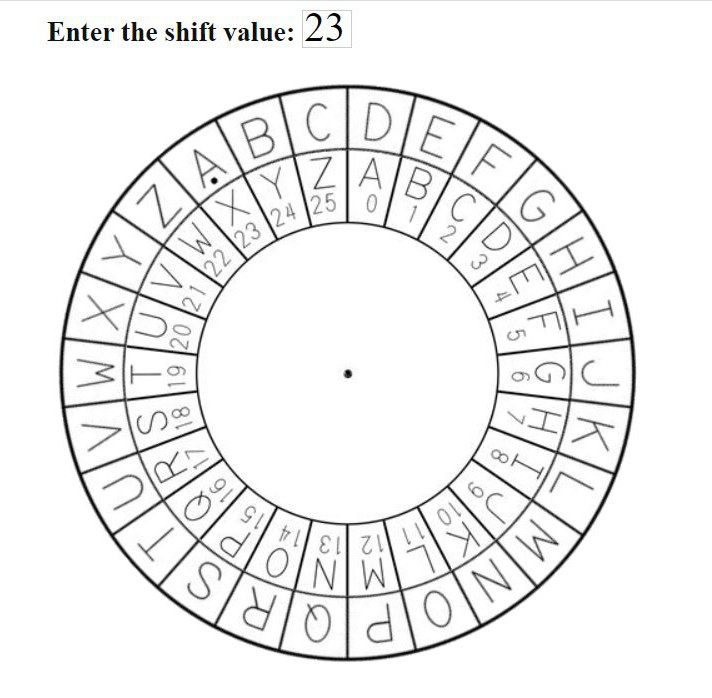 Enter the shift value: 23
A B C D E F G H I J K L M N O P Q R S T U V W X Y Z
A B C D E F G H I J K L M N O P Q R S T U V W X Y Z
0 1 2 3 4 5 6 7 8 9 10 11 12 13 14 15 16 17 18 19 20 21 22 23 24 25